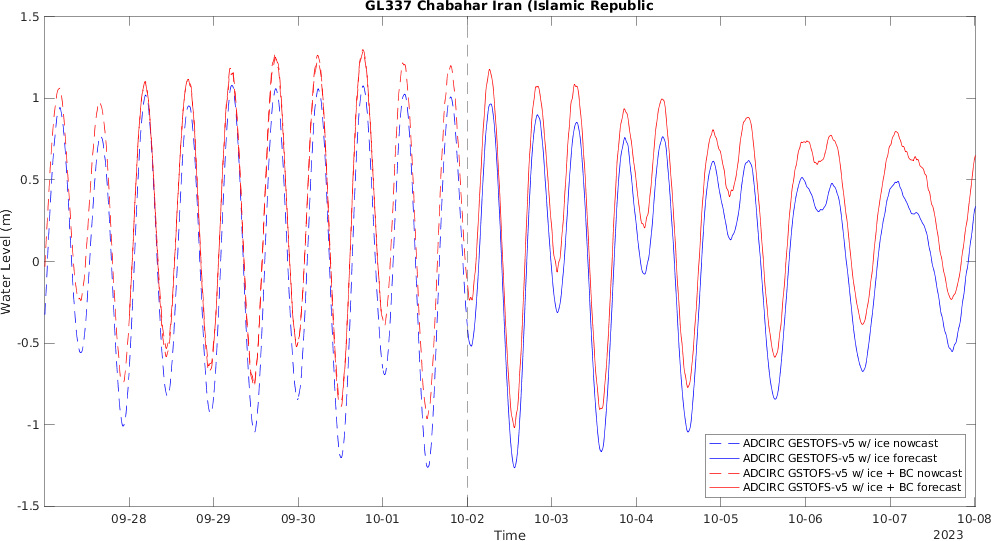 GL337 Chabahar Iran (Islamic Republic
1.5
1
0.5
0
-0.5
-1
-1.5
Water Level (m)
ADCIRC GESTOFS-v5 w/ ice nowcast
ADCIRC GESTOFS-v5 w/ ice forecast
ADCIRC GSTOFS-v5 w/ ice + BC nowcast
ADCIRC GSTOFS-v5 w/ ice + BC forecast
09-28 09-29 09-30 10-01 10-02 10-03 10-04 10-05 10-06 10-07 10-08
Time
2023